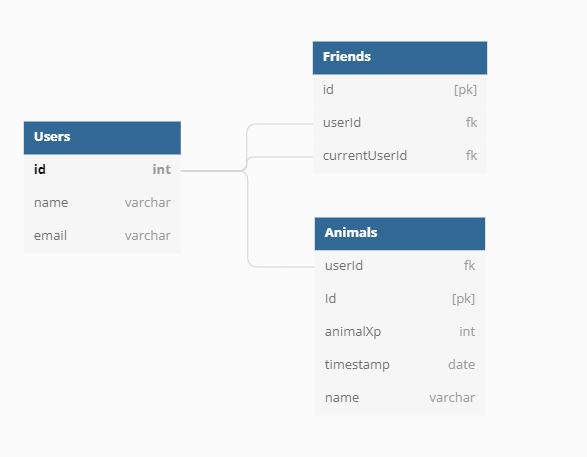 Friends
id [pk]
userId fk
currentUserId fk
Users
id int
name varchar
email varchar
Animals
userId fk
Id [pk]
animalXp int
timestamp date
name varchar